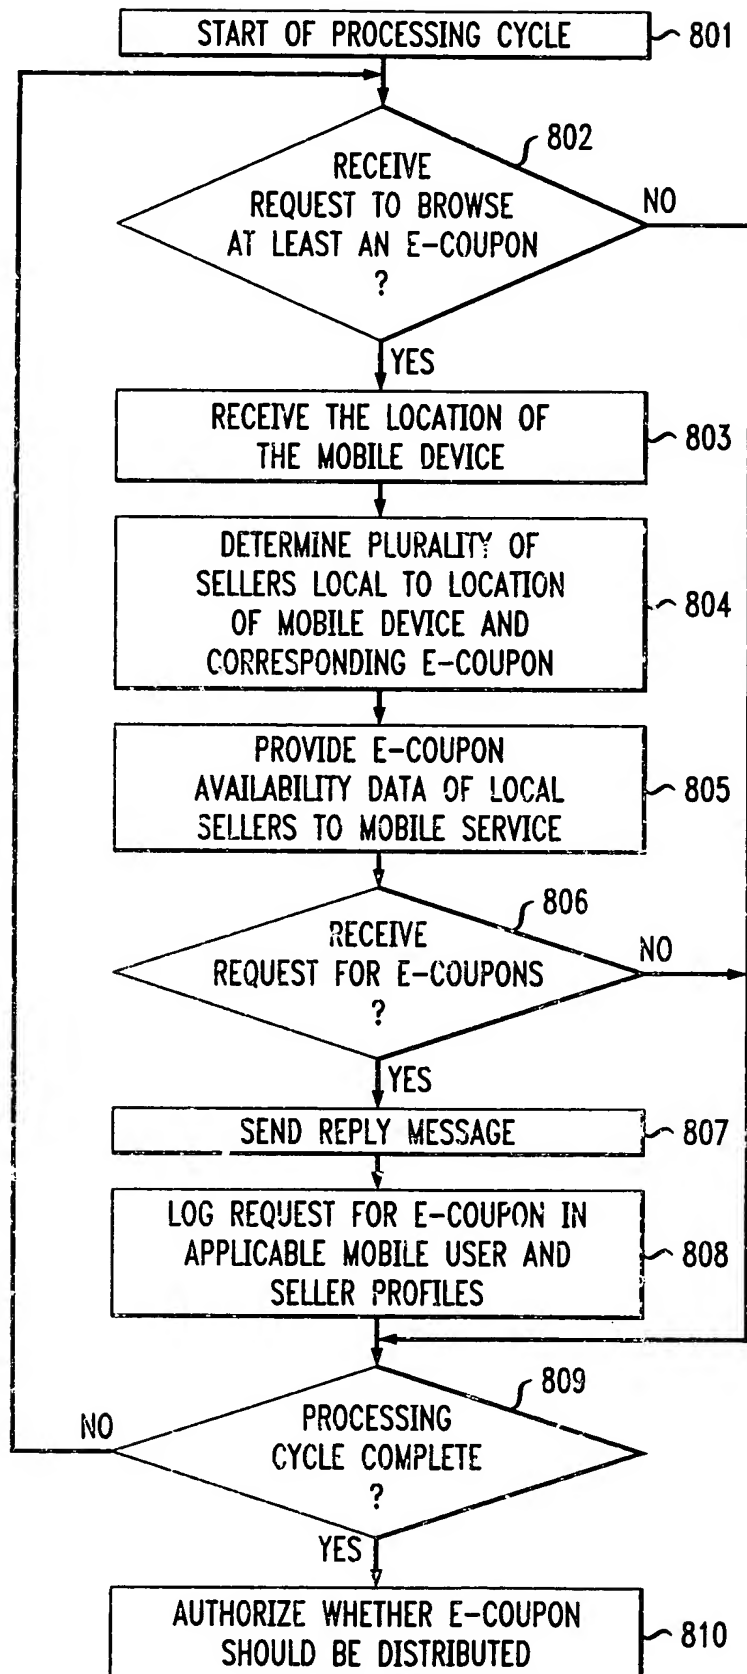 START OF PROCESSING CYCLE
801
802
RECEIVE
REQUEST TO BROWSE
AT LEAST AN E-COUPON
?
NO
YES
RECEIVE THE LOCATION OF
THE MOBILE DEVICE
803
DETERMINE PLURALITY OF
SELLERS LOCAL TO LOCATION
OF MOBILE DEVICE AND
CORRESPONDING E-COUPON
804
PROVIDE E-COUPON
AVAILABILITY DATA OF LOCAL
SELLERS TO MOBILE SERVICE
805
806
RECEIVE
REQUEST FOR E-COUPONS
?
NO
YES
SEND REPLY MESSAGE
807
LOG REQUEST FOR E-COUPON IN
APPLICABLE MOBILE USER AND
SELLER PROFILES
808
809
PROCESSING
CYCLE COMPLETE
?
NO
YES
AUTHORIZE WHETHER E-COUPON
SHOULD BE DISTRIBUTED
810